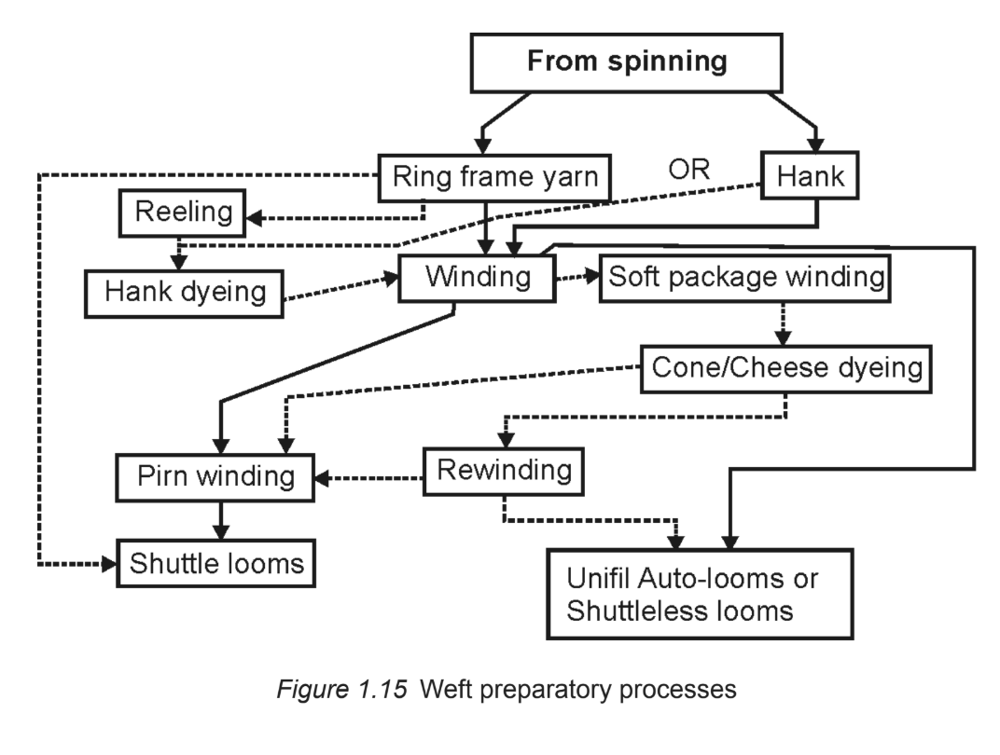 From spinning
Ring frame yarn
OR
Hank
Reeling
Winding
Soft package winding
Hank dyeing
Cone/Cheese dyeing
Pirn winding
Rewinding
Shuttle looms
Unifil Auto-looms or
Shuttleless looms
Figure 1.15 Weft preparatory processes